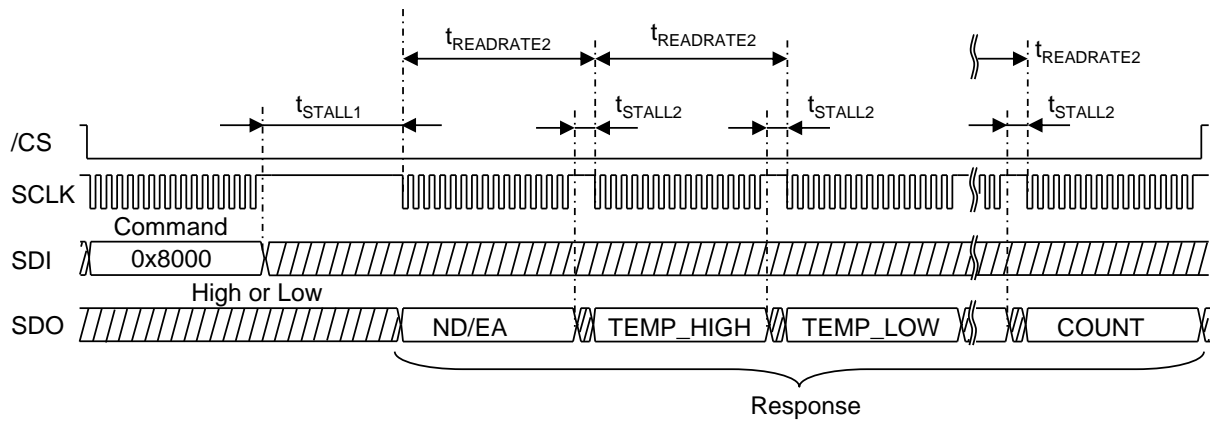 tREADRATE2 tREADRATE2 tREADRATE2
tSTALL1 tSTALL2 tSTALL2 tSTALL2
/CS
SCLK
Command
SDI 0x8000
High or Low
SDO ND/EA TEMP_HIGH TEMP_LOW COUNT
Response